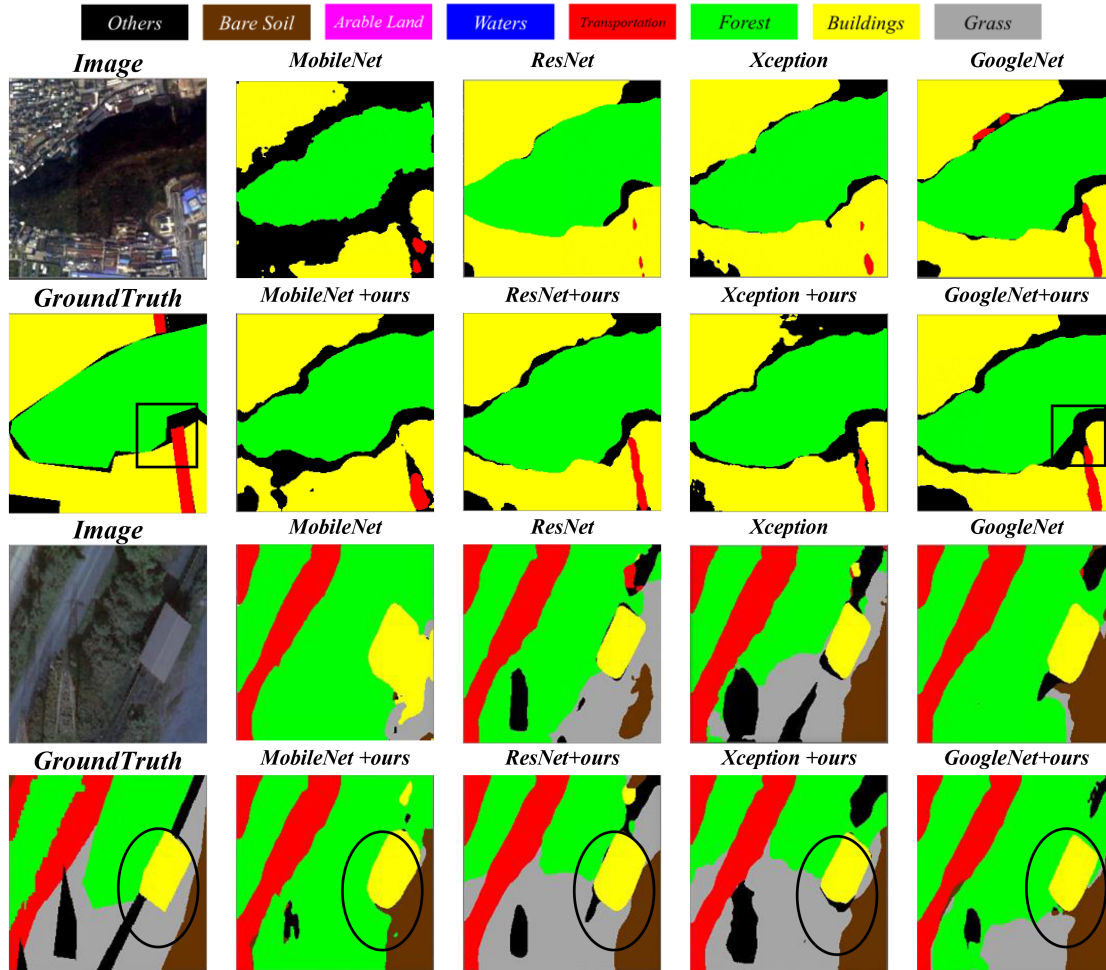 Others Bare Soil Arable Land Waters Transportation Forest Buildings Grass
Image MobileNet ResNet Xception GoogleNet
GroundTruth MobileNet +ours ResNet+ours Xception +ours GoogleNet+ours
Image MobileNet ResNet Xception GoogleNet
GroundTruth MobileNet +ours ResNet+ours Xception +ours GoogleNet+ours